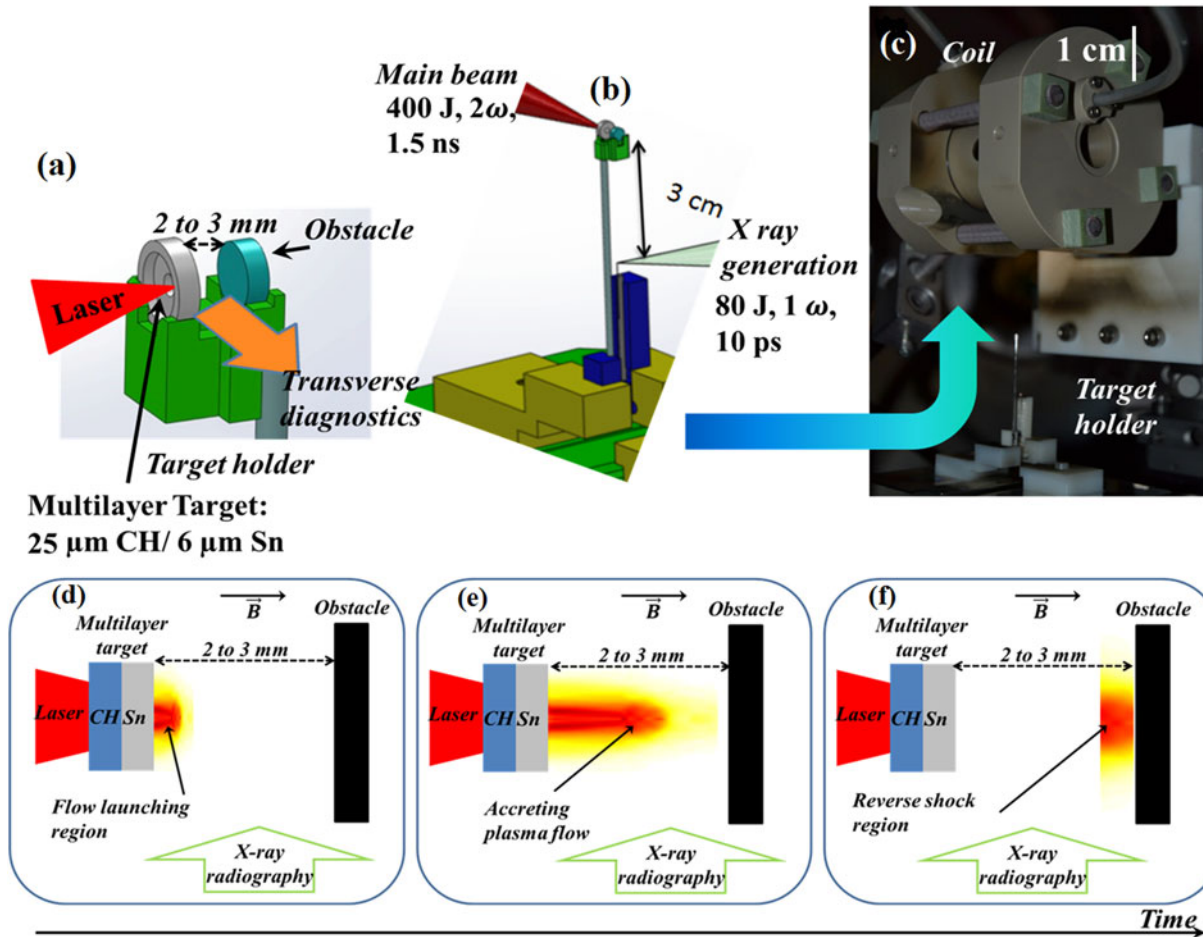 (a)
2 to 3 mm
Obstacle
Laser
Transverse
diagnostics
Target holder
Multilayer Target:
25 μm CH/ 6 μm Sn
(b)
Main beam
400 J, 2ω,
1.5 ns
3 cm
X ray
generation
80 J, 1 ω,
10 ps
(c)
Coil
1 cm
Target
holder
(d)
B
Obstacle
Multilayer
target
2 to 3 mm
Laser
CH
Sn
Flow launching
region
X-ray
radiography
(e)
B
Obstacle
Multilayer
target
2 to 3 mm
Laser
CH
Sn
Accreting
plasma flow
X-ray
radiography
(f)
B
Obstacle
Multilayer
target
2 to 3 mm
Laser
CH
Sn
Reverse shock
region
X-ray
radiography
Time